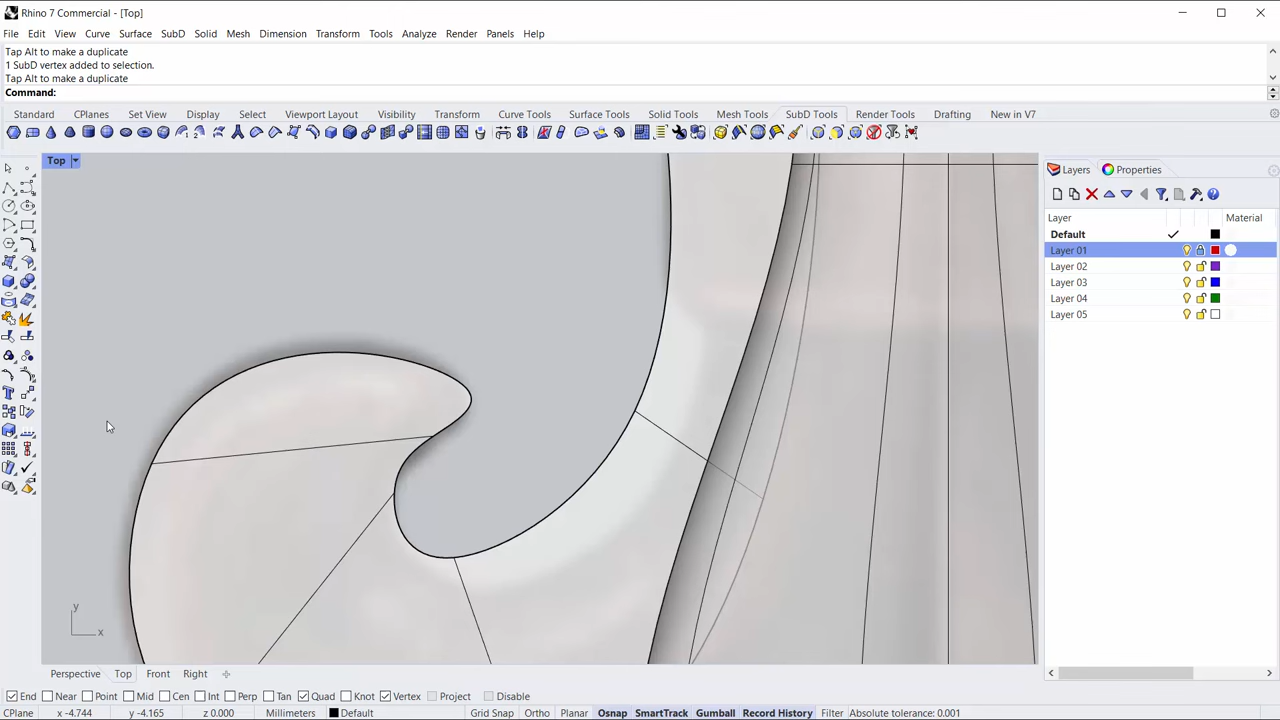 Rhino 7 Commercial - [Top]
File Edit View Curve Surface SubD Solid Mesh Dimension Transform Tools Analyze Render Panels Help
Tap Alt to make a duplicate
1 SubD vertex added to selection.
Tap Alt to make a duplicate
Command:
Standard CPlanes Set View Display Select Viewport Layout Visibility Transform Curve Tools Surface Tools Solid Tools Mesh Tools SubD Tools Render Tools Drafting New in V7
Top
Layers Properties
Layer Material
Default
Layer 01
Layer 02
Layer 03
Layer 04
Layer 05
y
x
Perspective Top Front Right
End Near Point Mid Cen Int Perp Tan Quad Knot Vertex Project Disable
CPlane x -4.744 y -4.165 z 0.000 Millimeters Default Grid Snap Ortho Planar Osnap SmartTrack Gumball Record History Filter Absolute tolerance: 0.001